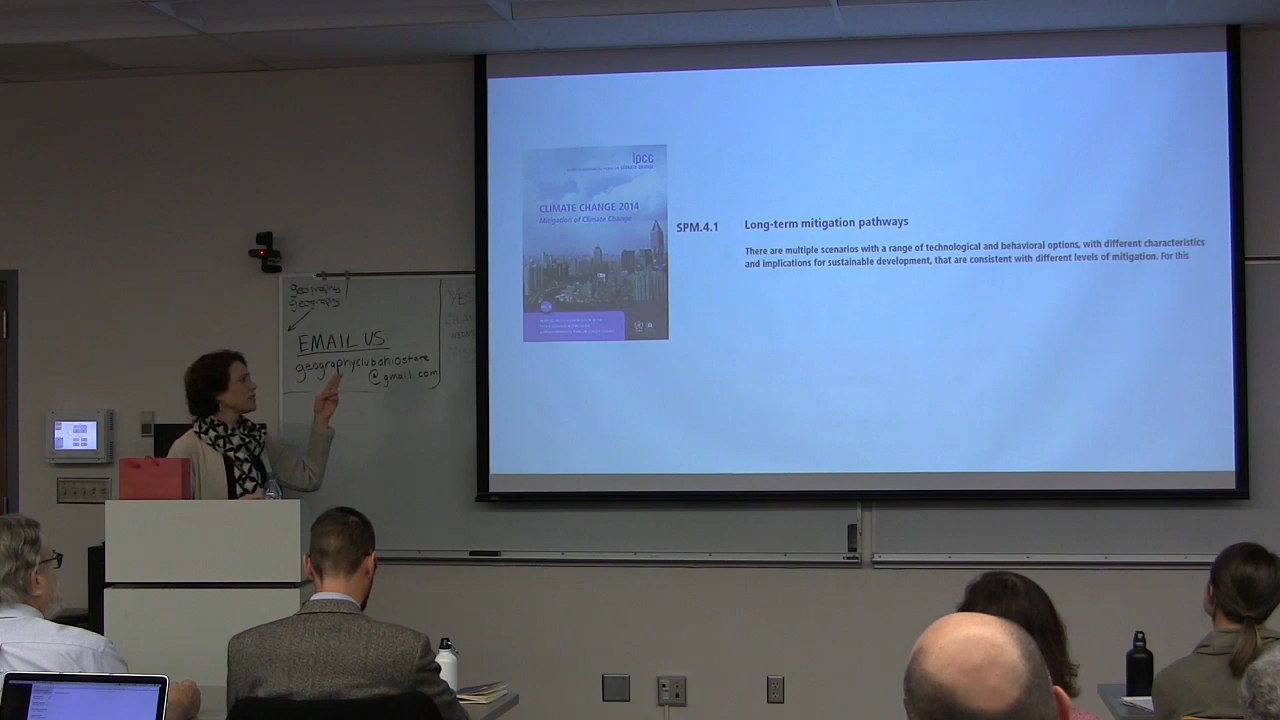 ipcc
CLIMATE CHANGE 2014
Mitigation of Climate Change
SPM.4.1
Long-term mitigation pathways
There are multiple scenarios with a range of technological and behavioral options, with different characteristics
and implications for sustainable development, that are consistent with different levels of mitigation. For this
geography
EMAIL US
geographyclubohiostate
@gmail.com
YES